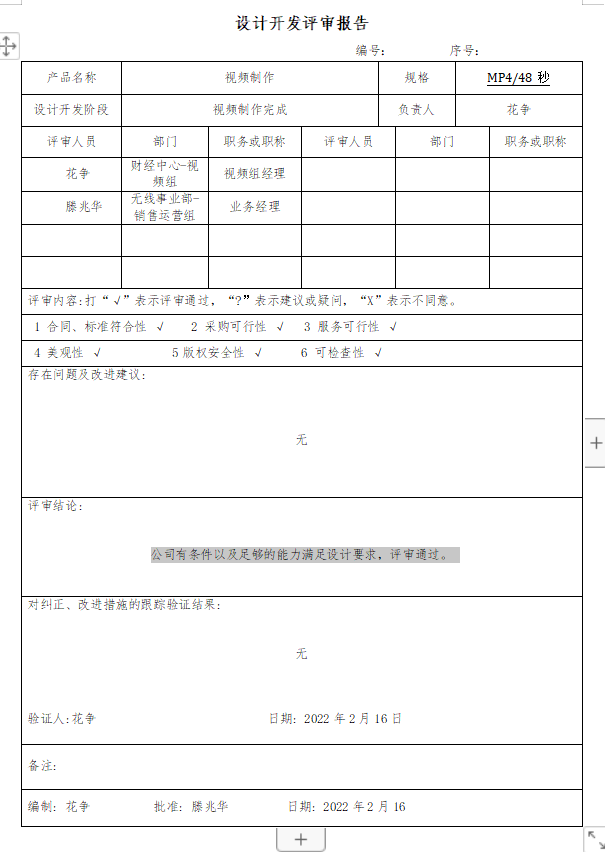 设计开发评审报告
编号: 序号:
产品名称 视频制作 规格 MP4/48 秒
设计开发阶段 视频制作完成 负责人 花争
评审人员 部门 职务或职称 评审人员 部门 职务或职称
花争 财经中心-视频组 视频组经理
滕兆华 无线事业部-销售运营组 业务经理
评审内容:打“√”表示评审通过,“?”表示建议或疑问,“X”表示不同意。
1 合同、标准符合性 √ 2 采购可行性 √ 3 服务可行性 √
4 美观性 √ 5 版权安全性 √ 6 可检查性 √
存在问题及改进建议:
无
评审结论:
公司有条件以及足够的能力满足设计要求,评审通过。
对纠正、改进措施的跟踪验证结果:
无
验证人:花争 日期: 2022 年 2 月 16 日
备注:
编制: 花争 批准: 滕兆华 日期: 2022 年 2 月 16